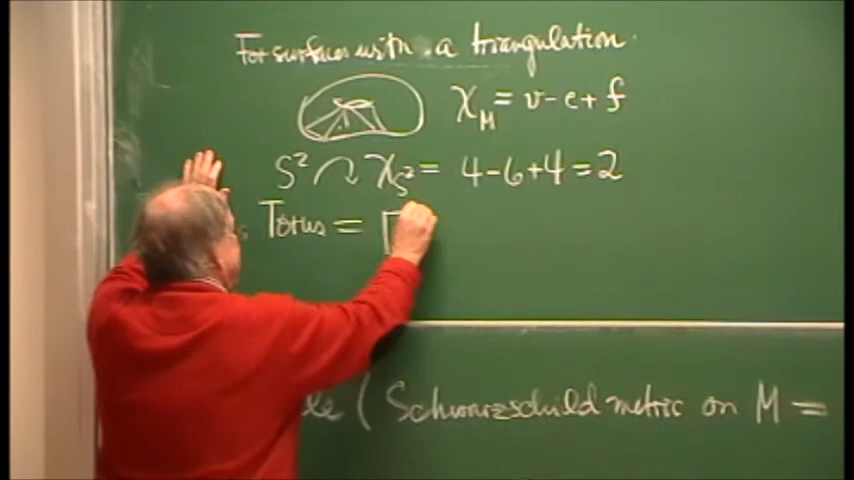 For surfaces with a triangulation
χ_M = v - e + f
S² ↷ χ_S² = 4 - 6 + 4 = 2
Torus =
(Schwarzschild metric on M =